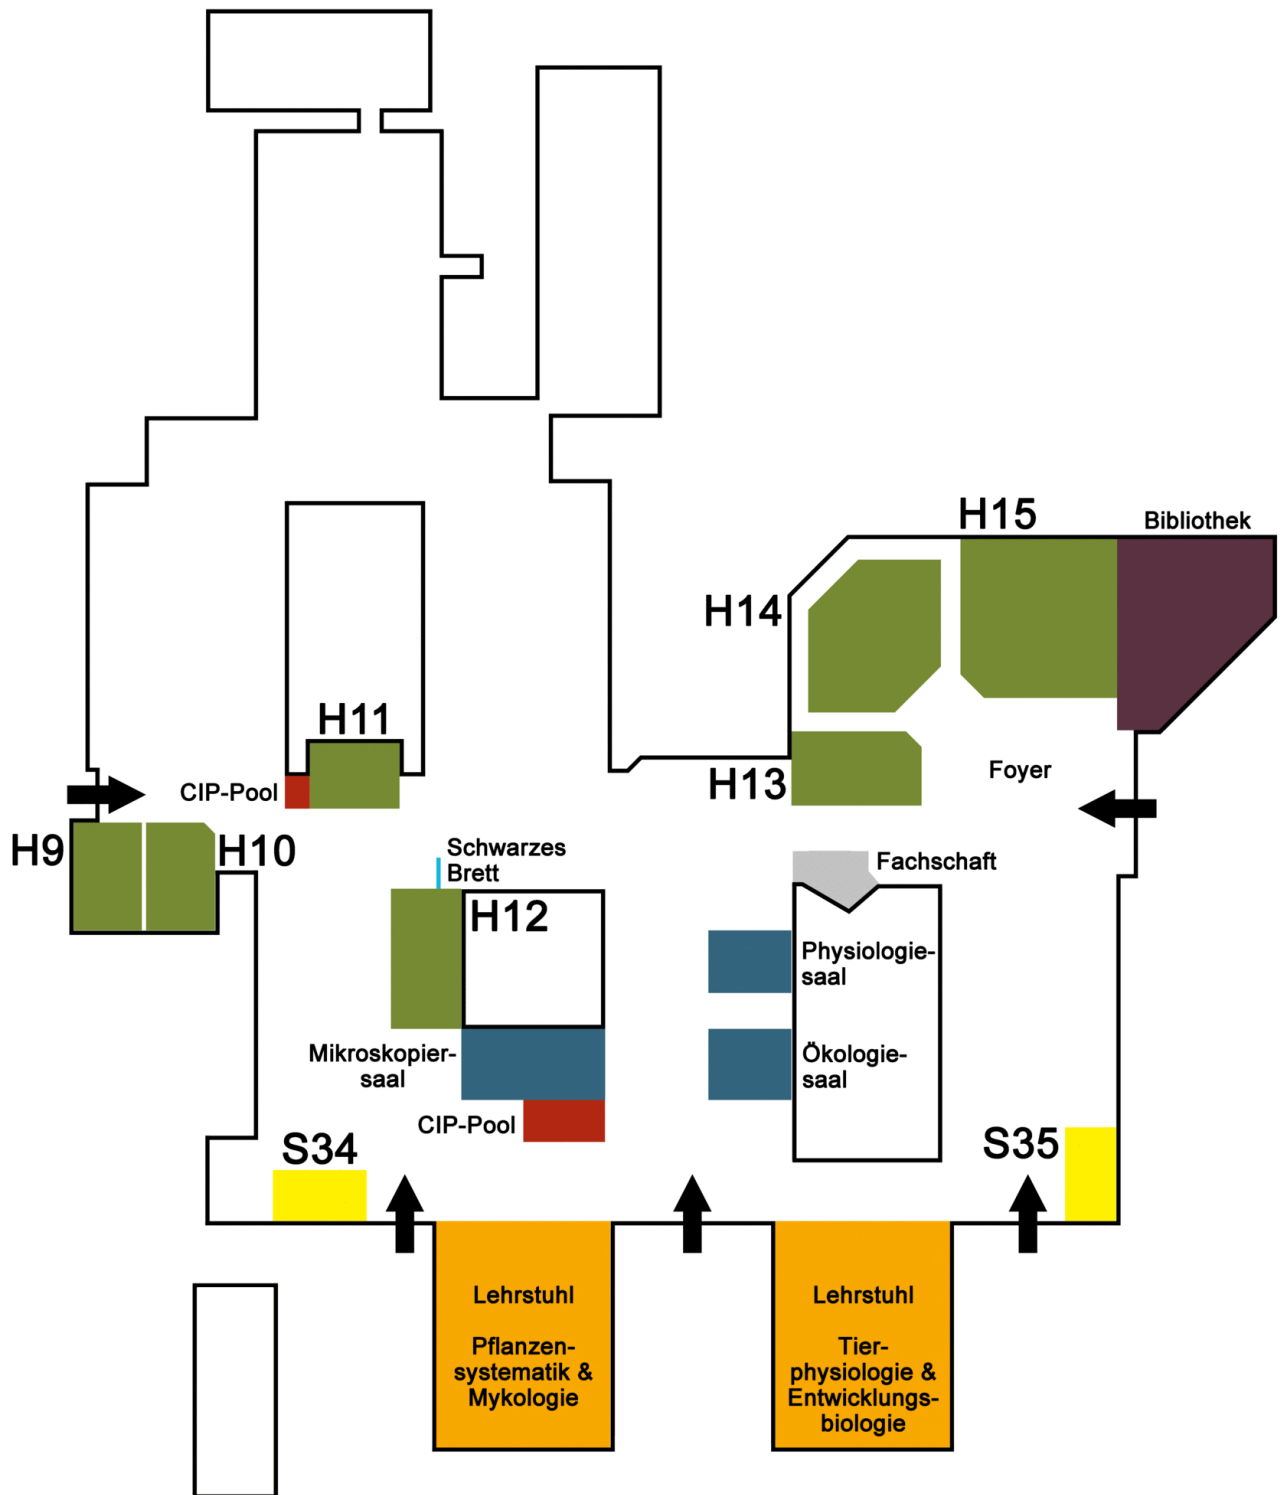 H15
Bibliothek
H14
H11
Foyer
H13
CIP-Pool
H9
H10
Schwarzes
Brett
Fachschaft
H12
Physiologie-
saal
Mikroskopier-
saal
Ökologie-
saal
CIP-Pool
S34
S35
Lehrstuhl
Pflanzen-
systematik &
Mykologie
Lehrstuhl
Tier-
physiologie &
Entwicklungs-
biologie